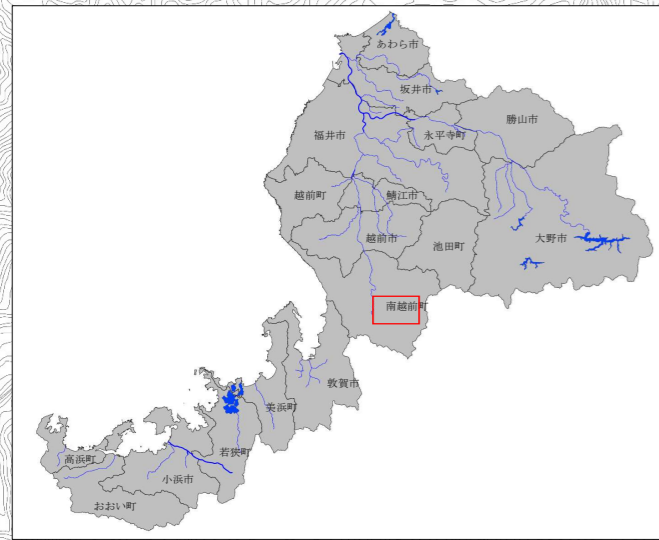 あわら市
坂井市
勝山市
福井市
永平寺町
越前町
鯖江市
越前市
池田町
大野市
南越前町
敦賀市
美浜町
若狭町
高浜町
小浜市
おおい町